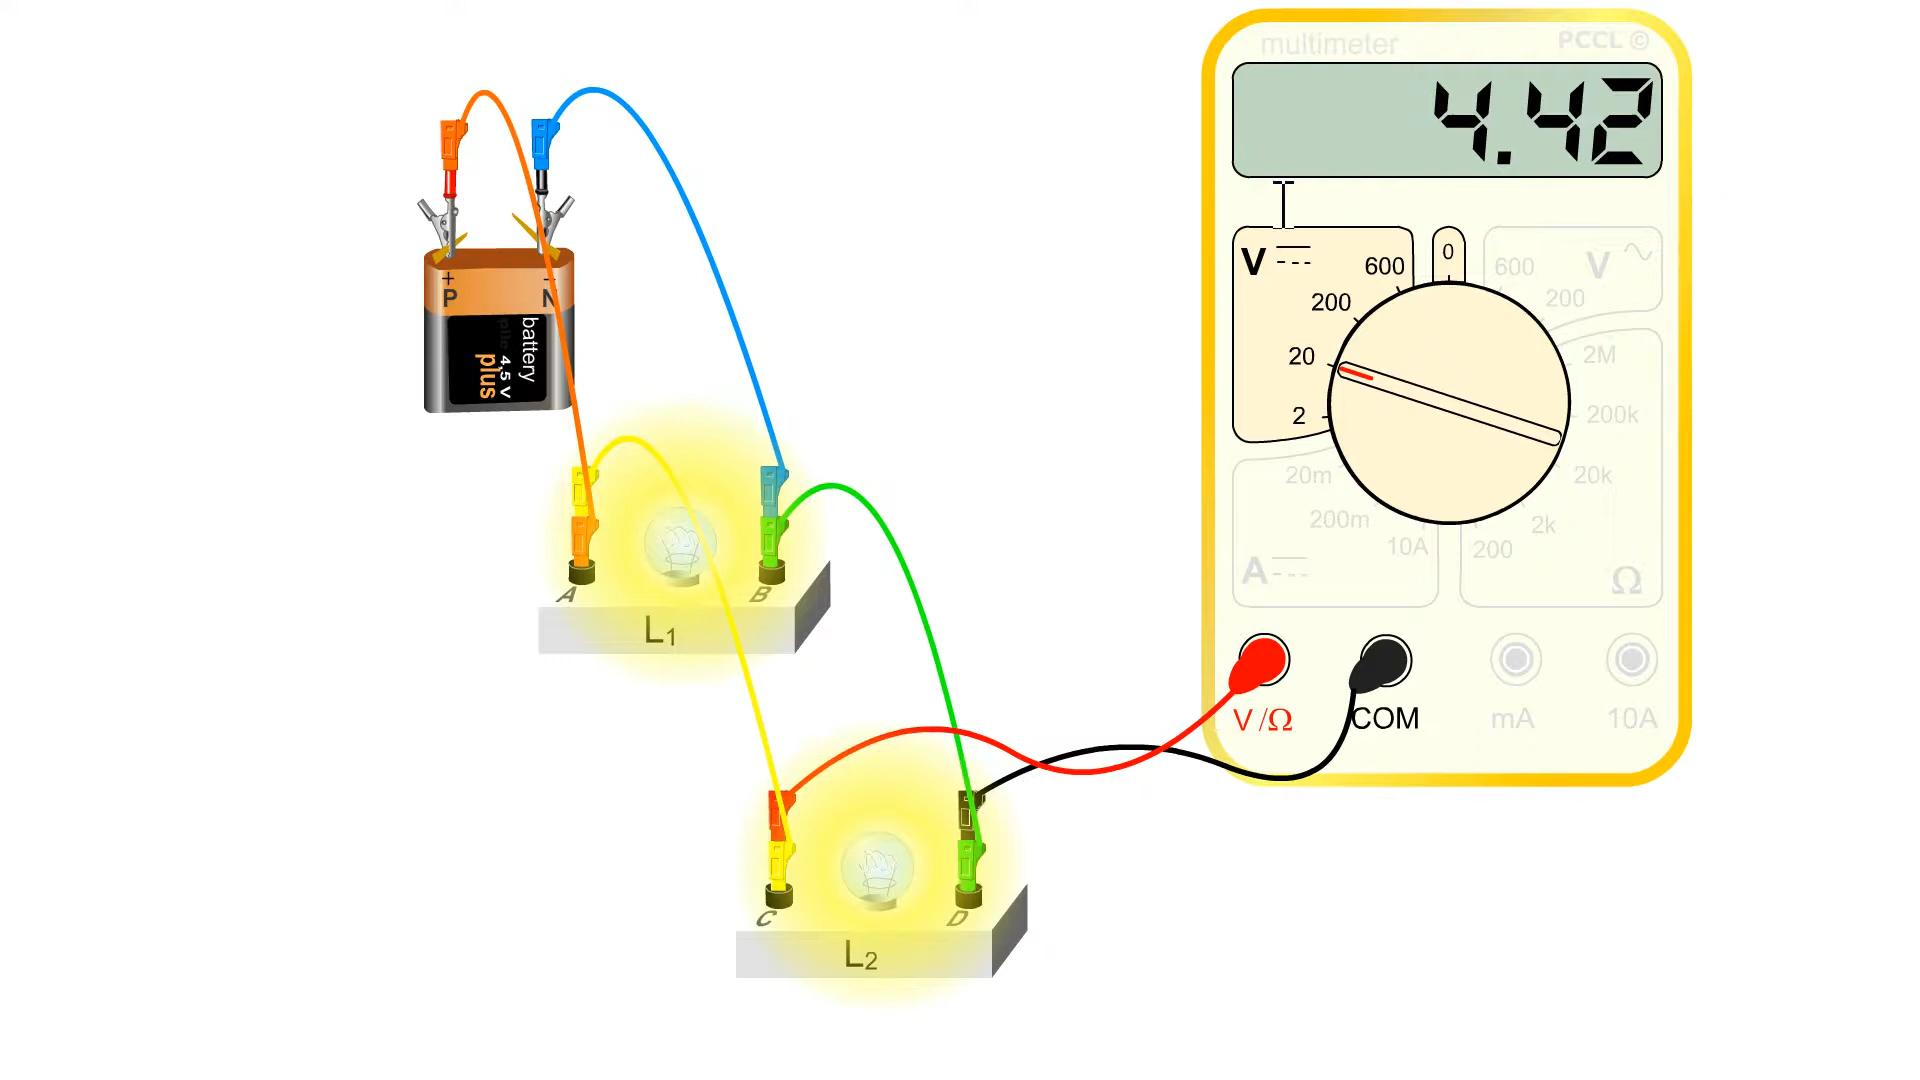 multimeter
PCCL ©
4.42
V
600
200
20
2
0
600
V
200
2M
200k
20k
2k
200
Ω
20m
200m
10A
A
V /Ω
COM
mA
10A
+
-
P
N
battery
pile
4,5 V
plus
A
B
L1
C
D
L2